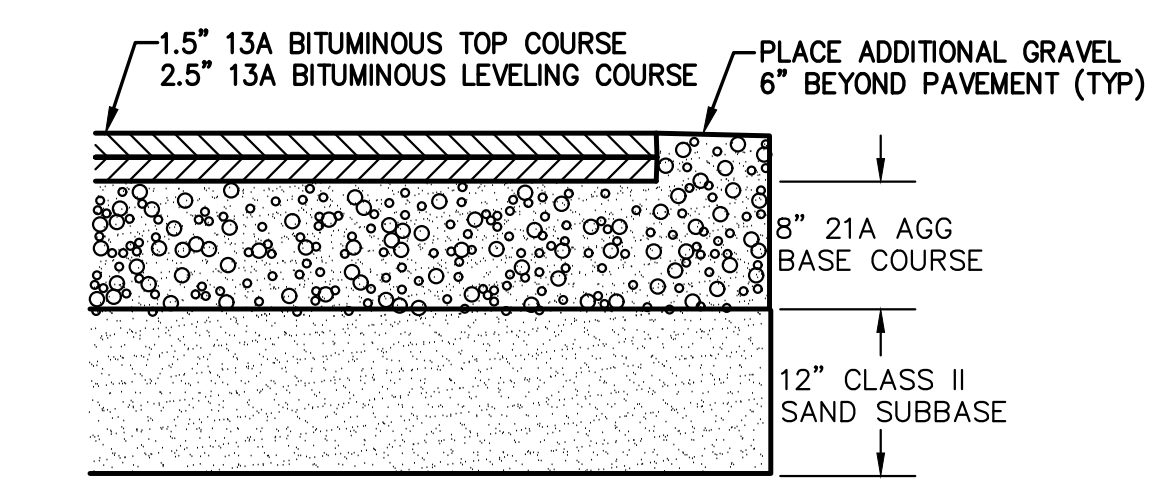 1.5” 13A BITUMINOUS TOP COURSE
2.5” 13A BITUMINOUS LEVELING COURSE
PLACE ADDITIONAL GRAVEL
6” BEYOND PAVEMENT (TYP)
8” 21A AGG
BASE COURSE
12” CLASS II
SAND SUBBASE